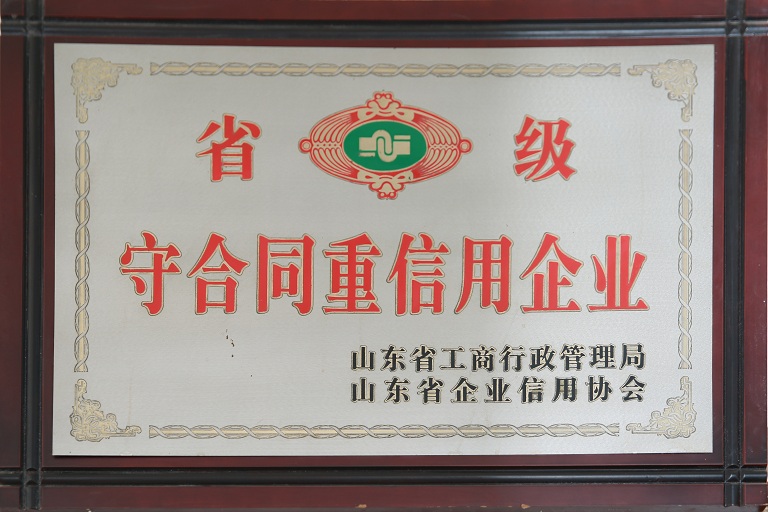 省 级
守合同重信用企业
山东省工商行政管理局
山东省企业信用协会